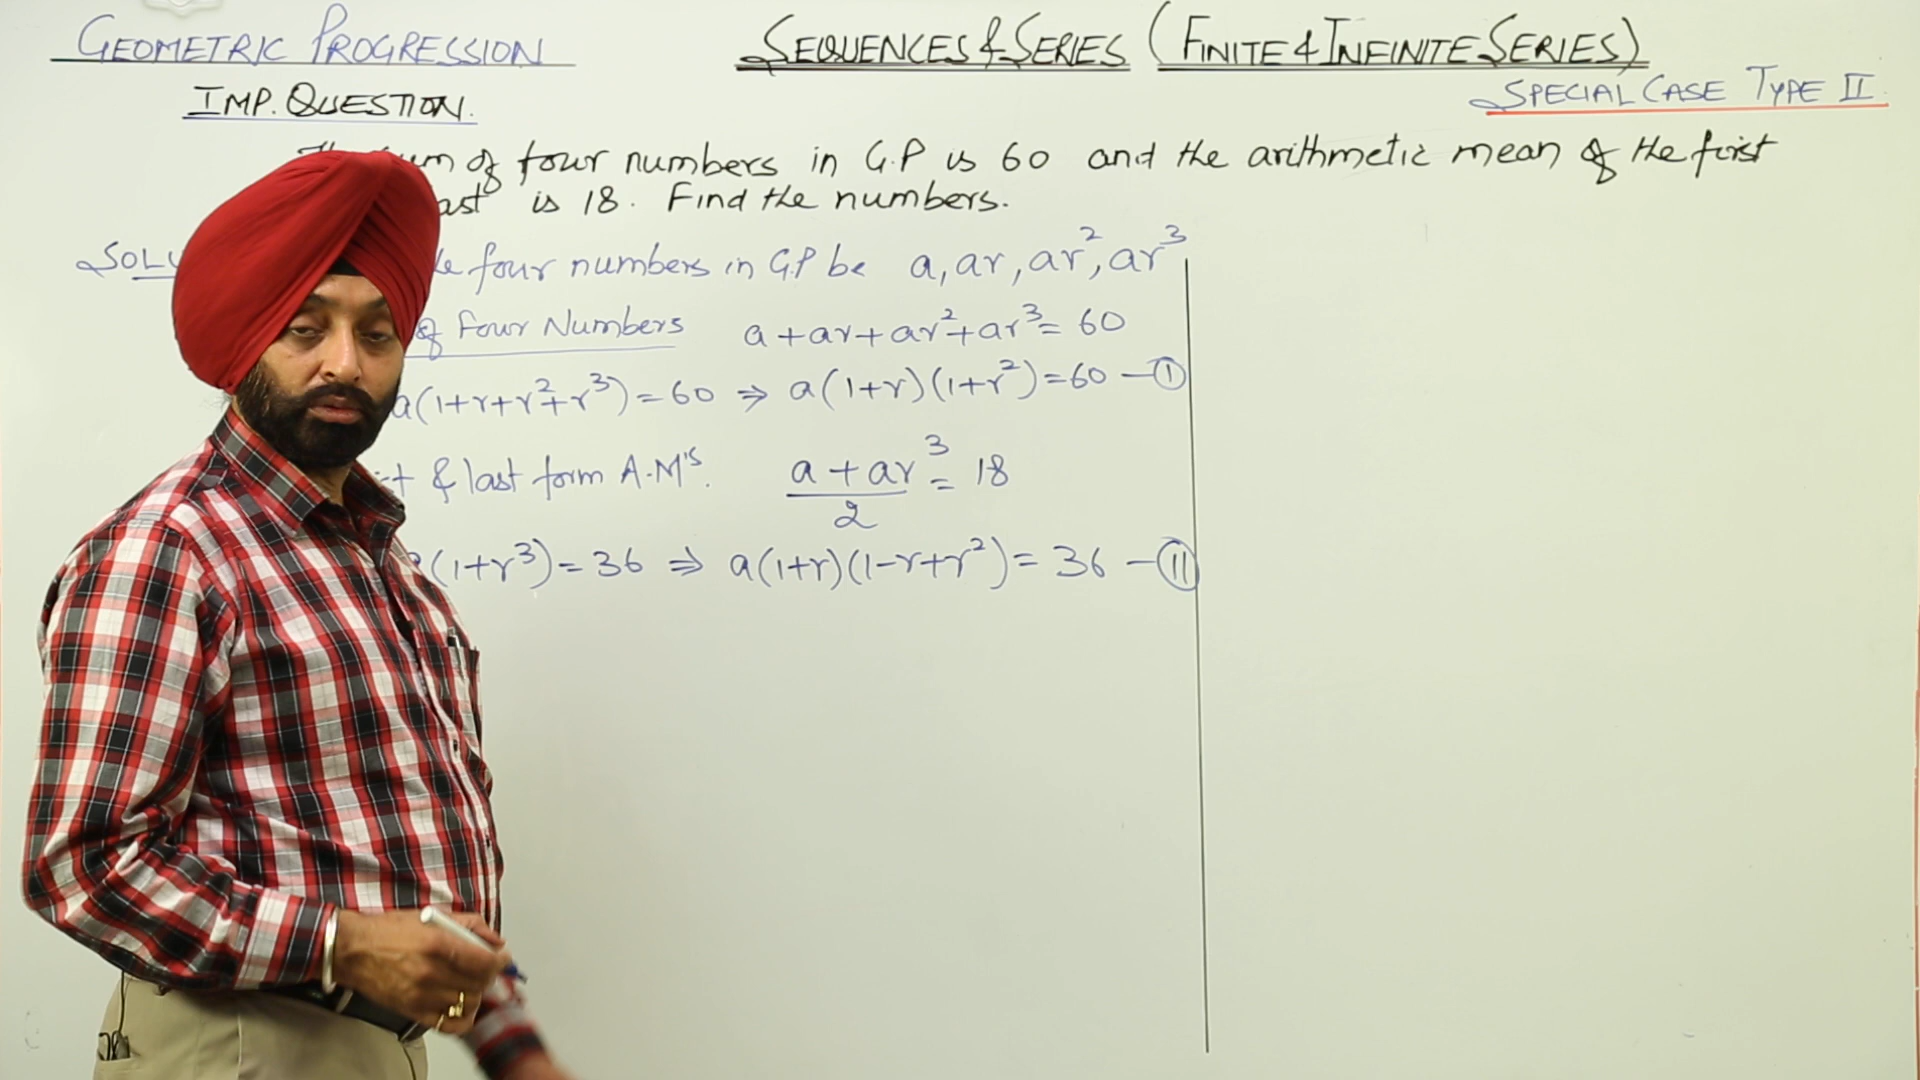 GEOMETRIC PROGRESSION
SEQUENCES & SERIES (FINITE & INFINITE SERIES)
IMP. QUESTION.
SPECIAL CASE TYPE II
of four numbers in G.P is 60 and the arithmetic mean of the first
is 18. Find the numbers.
four numbers in G.P be a, ar, ar², ar³
of Four Numbers a + ar + ar² + ar³ = 60
a(1+r+r²+r³) = 60 ⇒ a(1+r)(1+r²) = 60 — ①
& last form A.M's. (a + ar³)/2 = 18
(1+r³) = 36 ⇒ a(1+r)(1-r+r²) = 36 — Ⅱ